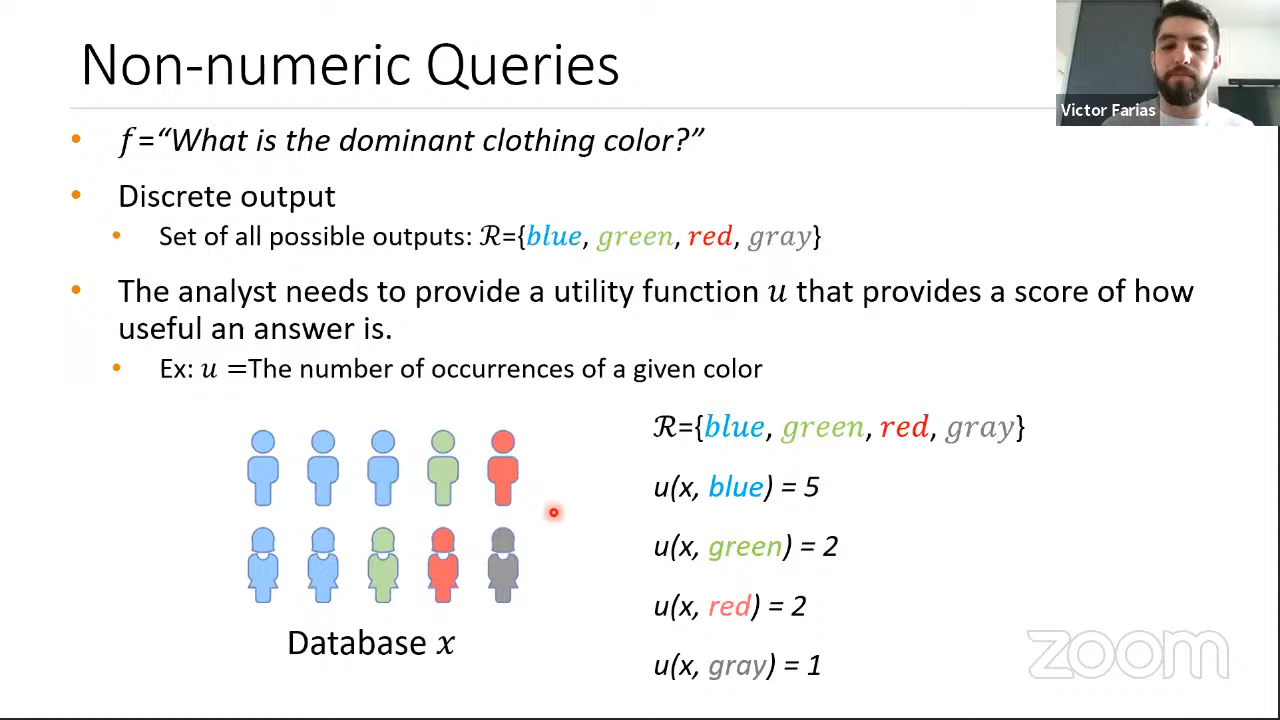 Non-numeric Queries
Victor Farias
• f="What is the dominant clothing color?"
• Discrete output
• Set of all possible outputs: ℛ={blue, green, red, gray}
• The analyst needs to provide a utility function u that provides a score of how
useful an answer is.
• Ex: u =The number of occurrences of a given color
ℛ={blue, green, red, gray}
u(x, blue) = 5
u(x, green) = 2
u(x, red) = 2
u(x, gray) = 1
Database x
zoom